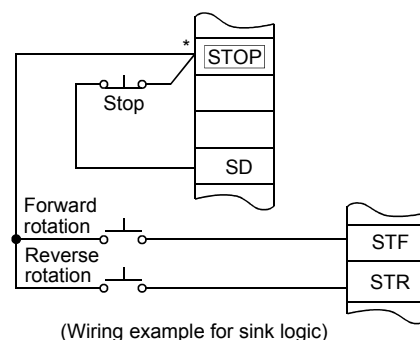 *
STOP
Stop
SD
Forward
rotation
STF
Reverse
rotation
STR
(Wiring example for sink logic)